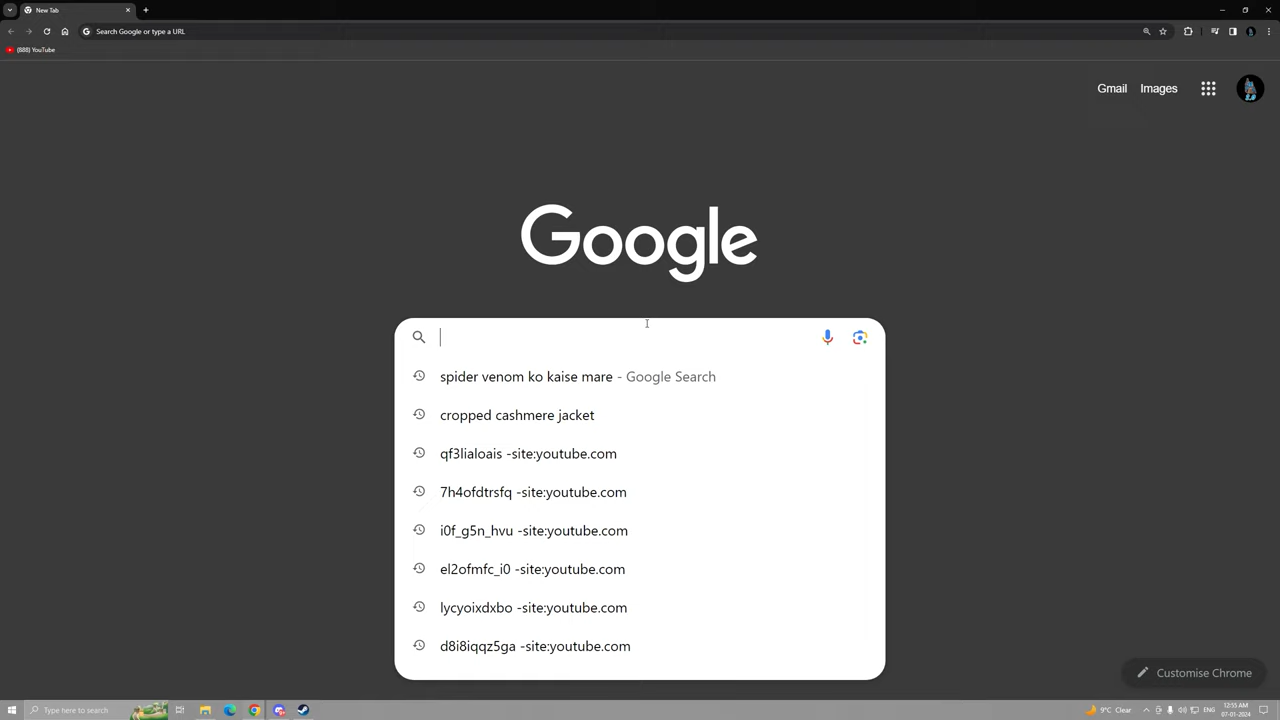 New Tab
Search Google or type a URL
(888) YouTube
Gmail Images
Google
spider venom ko kaise mare - Google Search
cropped cashmere jacket
qf3lialoais -site:youtube.com
7h4ofdtrsfq -site:youtube.com
i0f_g5n_hvu -site:youtube.com
el2ofmfc_i0 -site:youtube.com
lycyoixdxbo -site:youtube.com
d8i8iqqz5ga -site:youtube.com
Customise Chrome
Type here to search
9°C Clear
ENG
12:55 AM
07-01-2024